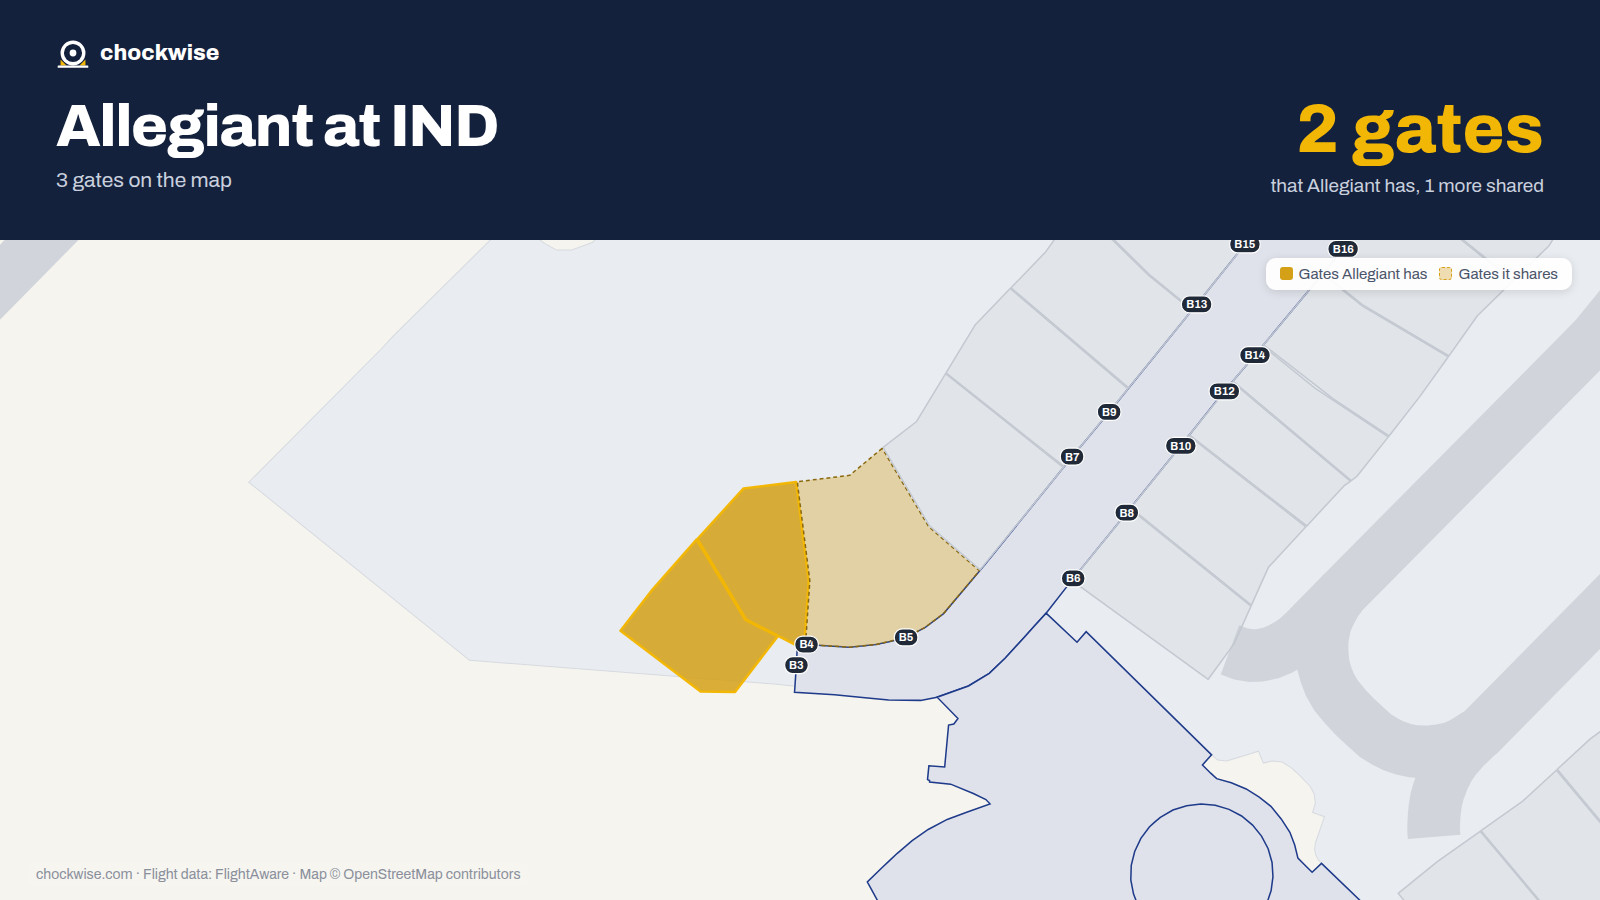 chockwise
Allegiant at IND
3 gates on the map
2 gates
that Allegiant has, 1 more shared
B15
B16
Gates Allegiant has
Gates it shares
B13
B14
B12
B9
B10
B7
B8
B6
B5
B4
B3
chockwise.com · Flight data: FlightAware · Map © OpenStreetMap contributors